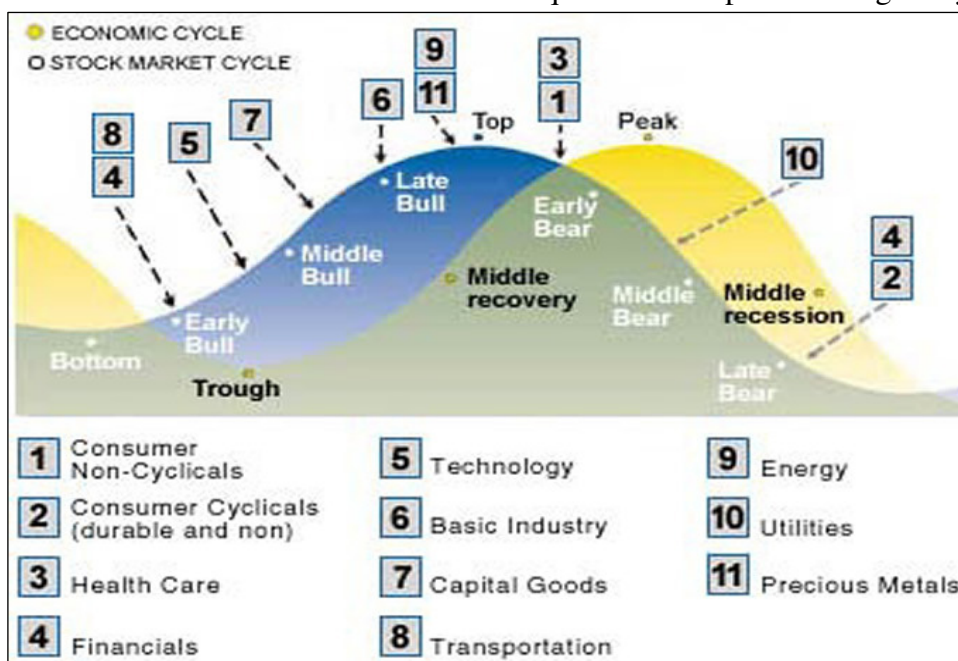 ECONOMIC CYCLE
STOCK MARKET CYCLE
9
11
3
1
8
4
5
7
6
Top
Peak
10
4
2
Late
Bull
Early
Bear
Middle
Bull
Middle
recovery
Middle
Bear
Middle
recession
Early
Bull
Bottom
Trough
Late
Bear
1 Consumer
Non-Cyclicals
2 Consumer Cyclicals
(durable and non)
3 Health Care
4 Financials
5 Technology
6 Basic Industry
7 Capital Goods
8 Transportation
9 Energy
10 Utilities
11 Precious Metals